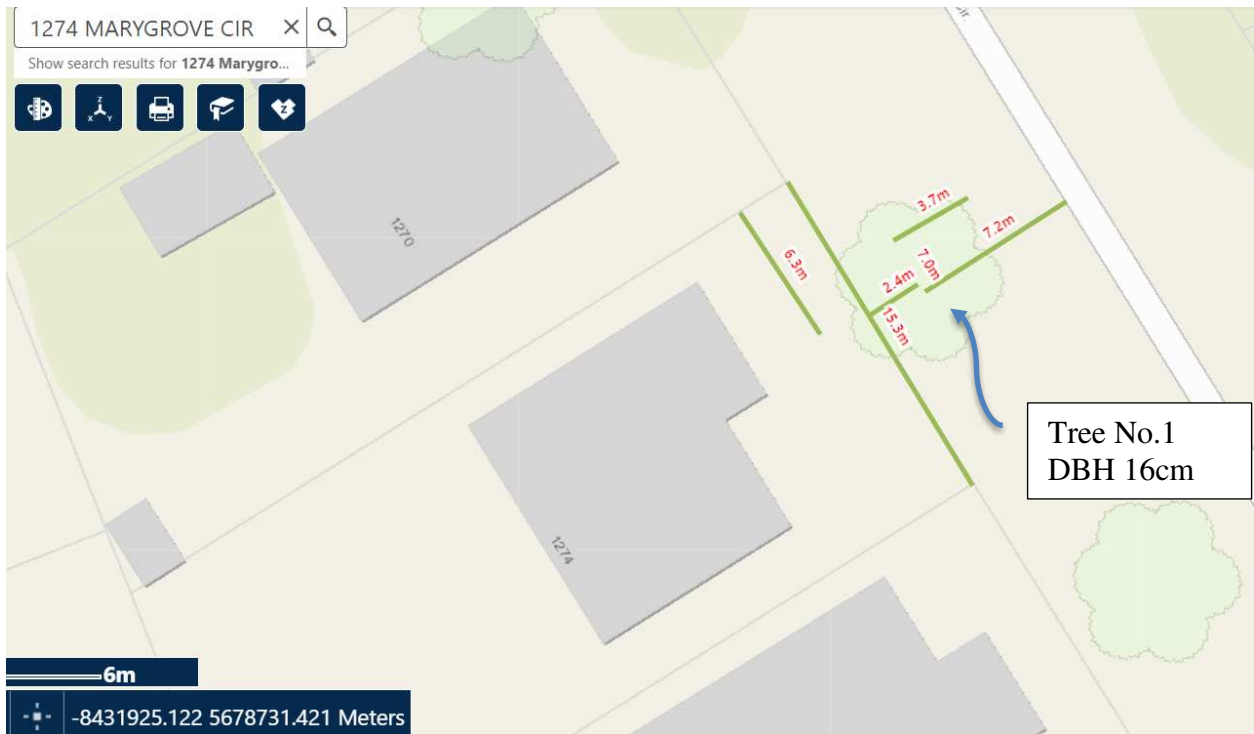 1274 MARYGROVE CIR
Show search results for 1274 Marygro...
Cir.
1270
3.7m
7.2m
6.3m
7.0m
2.4m
15.3m
Tree No.1
DBH 16cm
1274
6m
-8431925.122 5678731.421 Meters